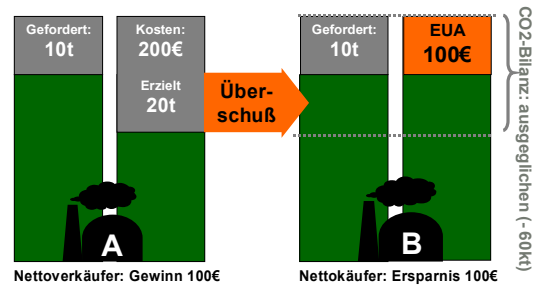 Gefordert:
10t
Kosten:
200€
Erzielt
20t
Über-
schuß
A
Nettoverkäufer: Gewinn 100€
Gefordert:
10t
EUA
100€
B
Nettokäufer: Ersparnis 100€
CO2-Bilanz: ausgeglichen (- 60kt)